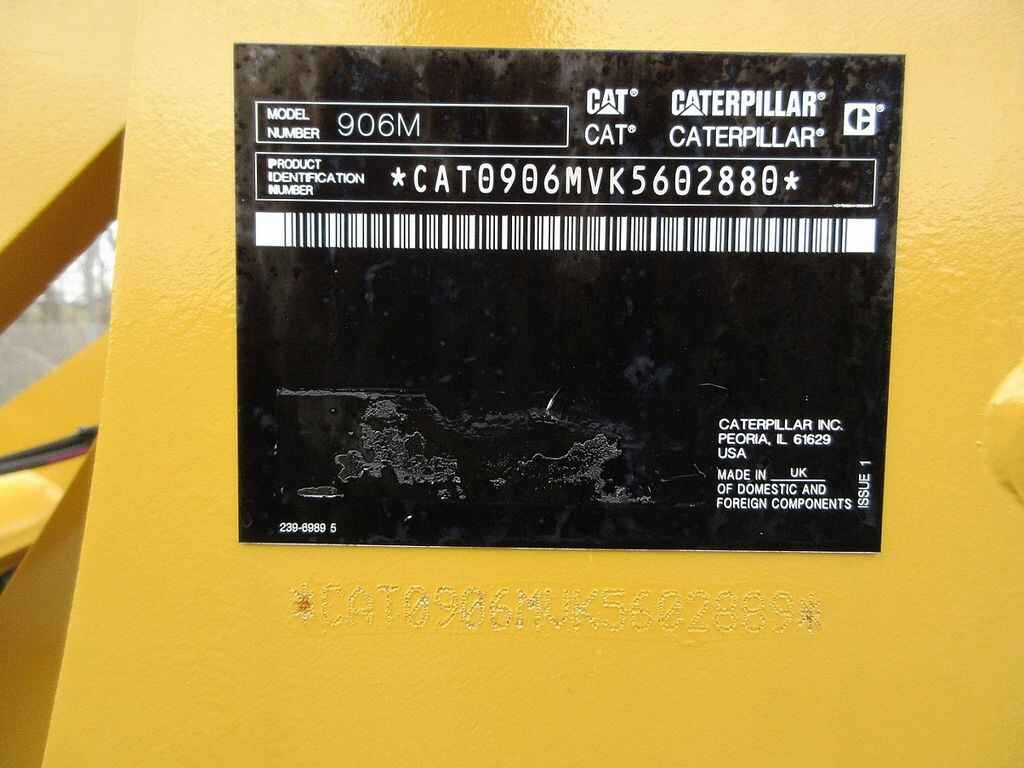 MODEL
NUMBER 906M
CAT® CATERPILLAR® C®
CAT® CATERPILLAR®
PRODUCT
IDENTIFICATION
NUMBER
*CAT0906MVK5602880*
CATERPILLAR INC.
PEORIA, IL 61629
USA
MADE IN UK
OF DOMESTIC AND
FOREIGN COMPONENTS
ISSUE 1
239-6989 5
*CAT0906MVK5602889*